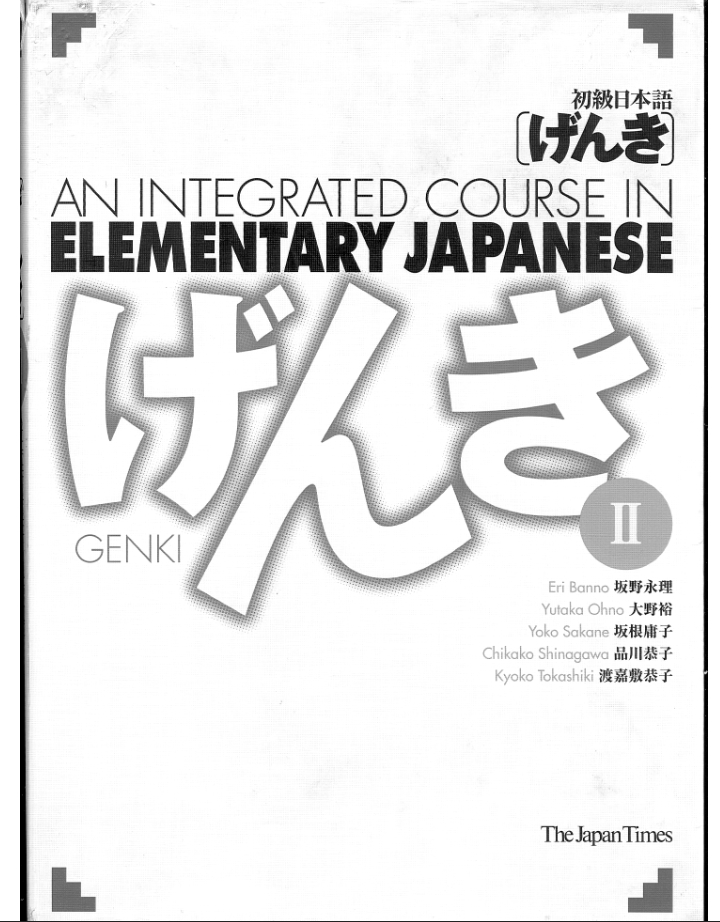 初級日本語
[げんき]
AN INTEGRATED COURSE IN
ELEMENTARY JAPANESE
げんき
GENKI
II
Eri Banno 坂野永理
Yutaka Ohno 大野裕
Yoko Sakane 坂根庸子
Chikako Shinagawa 品川恭子
Kyoko Tokashiki 渡嘉敷恭子
The Japan Times